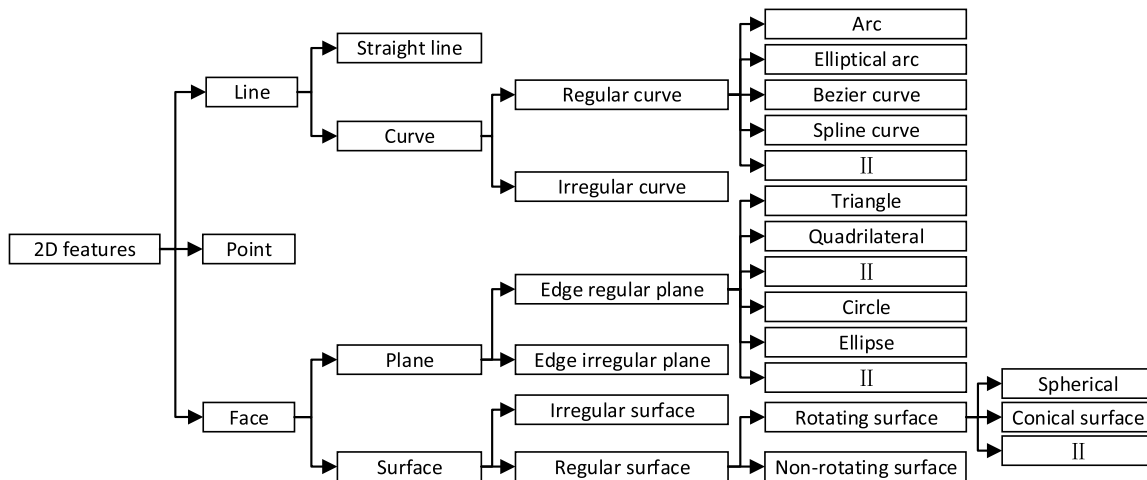 2D features
Line
Point
Face
Straight line
Curve
Plane
Surface
Regular curve
Irregular curve
Edge regular plane
Edge irregular plane
Irregular surface
Regular surface
Arc
Elliptical arc
Bezier curve
Spline curve
II
Triangle
Quadrilateral
II
Circle
Ellipse
II
Rotating surface
Non-rotating surface
Spherical
Conical surface
II